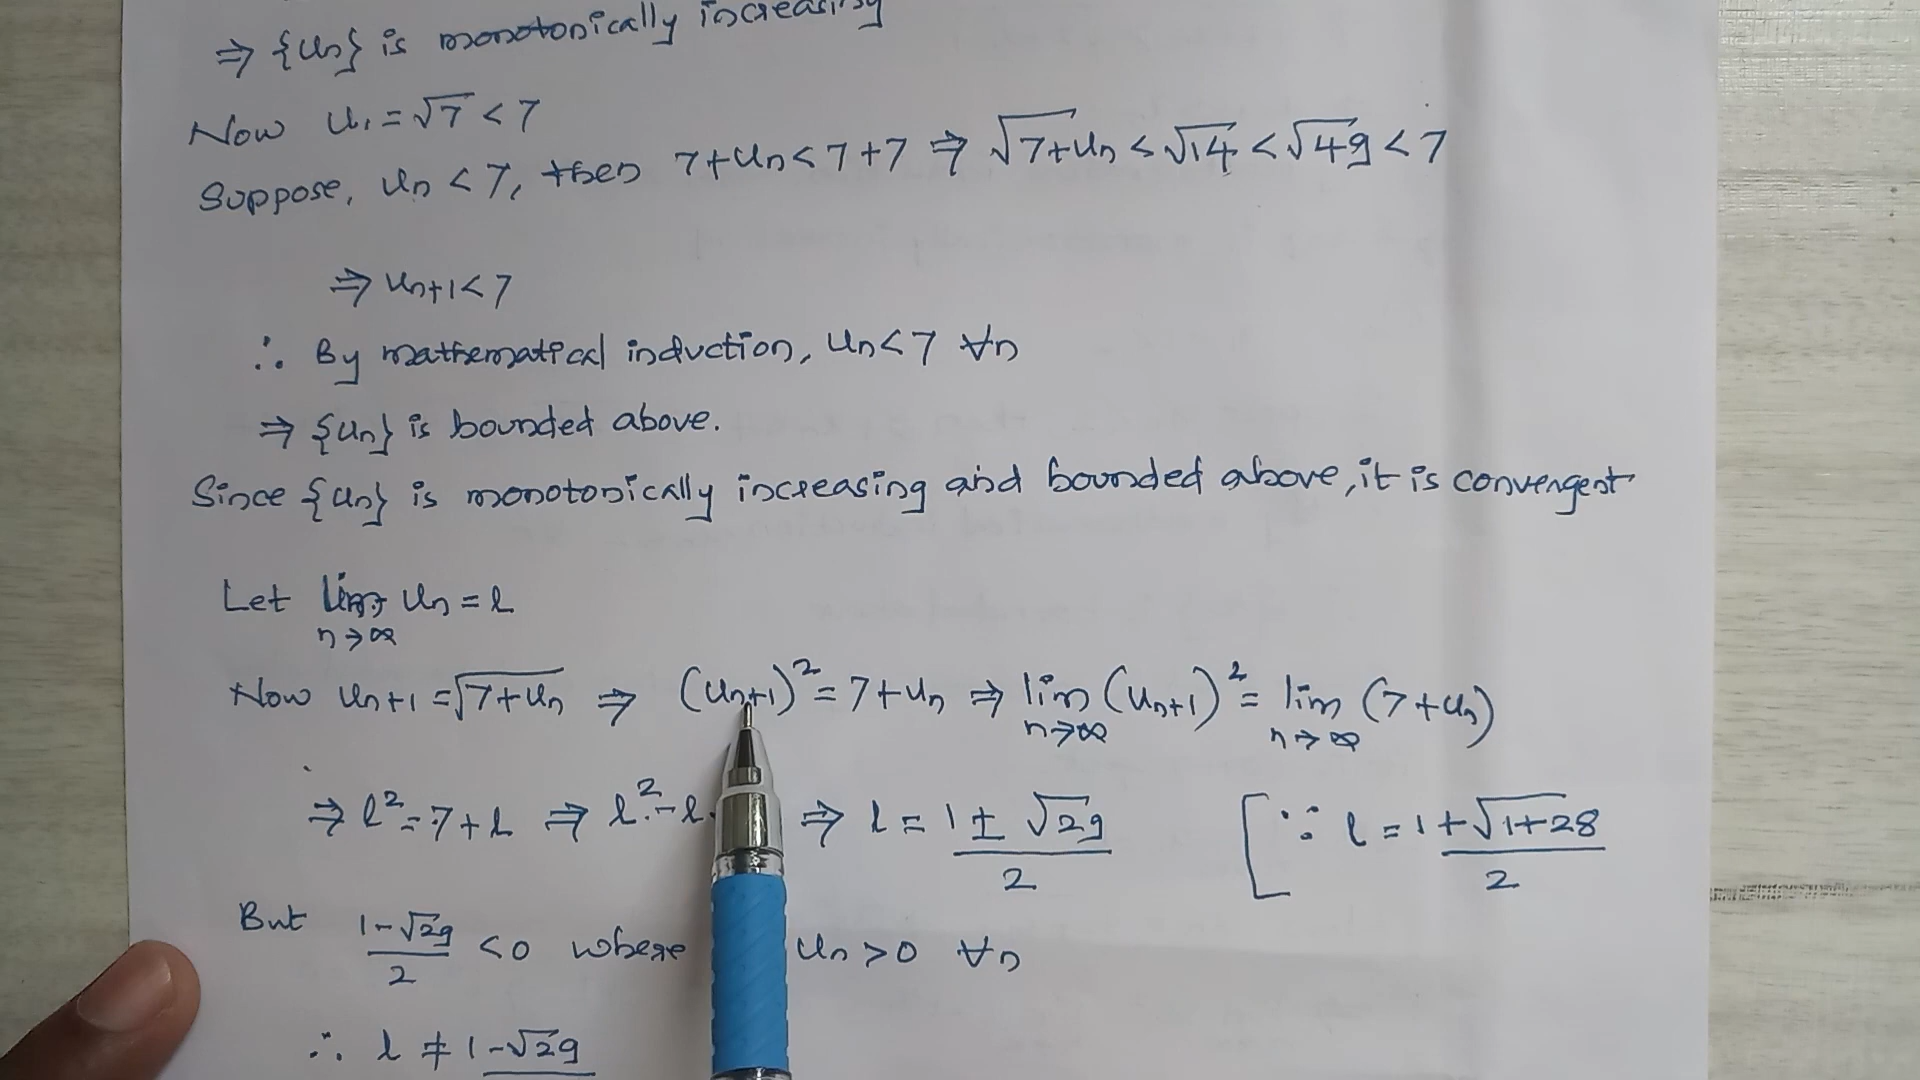 ⇒ {un} is monotonically increasing
Now u1 = √7 < 7
Suppose, un < 7, then 7+un < 7+7 ⇒ √7+un < √14 < √49 < 7
⇒ un+1 < 7
∴ By mathematical induction, un < 7 ∀n
⇒ {un} is bounded above.
Since {un} is monotonically increasing and bounded above, it is convergent
Let lim n→∞ un = l
Now un+1 = √7+un ⇒ (un+1)² = 7+un ⇒ lim n→∞ (un+1)² = lim n→∞ (7+un)
⇒ l² = 7+l ⇒ l² - l ⇒ l = 1 ± √29 / 2 [∵ l = 1+√1+28 / 2
But 1-√29 / 2 < 0 where un > 0 ∀n
∴ l ≠ 1-√29